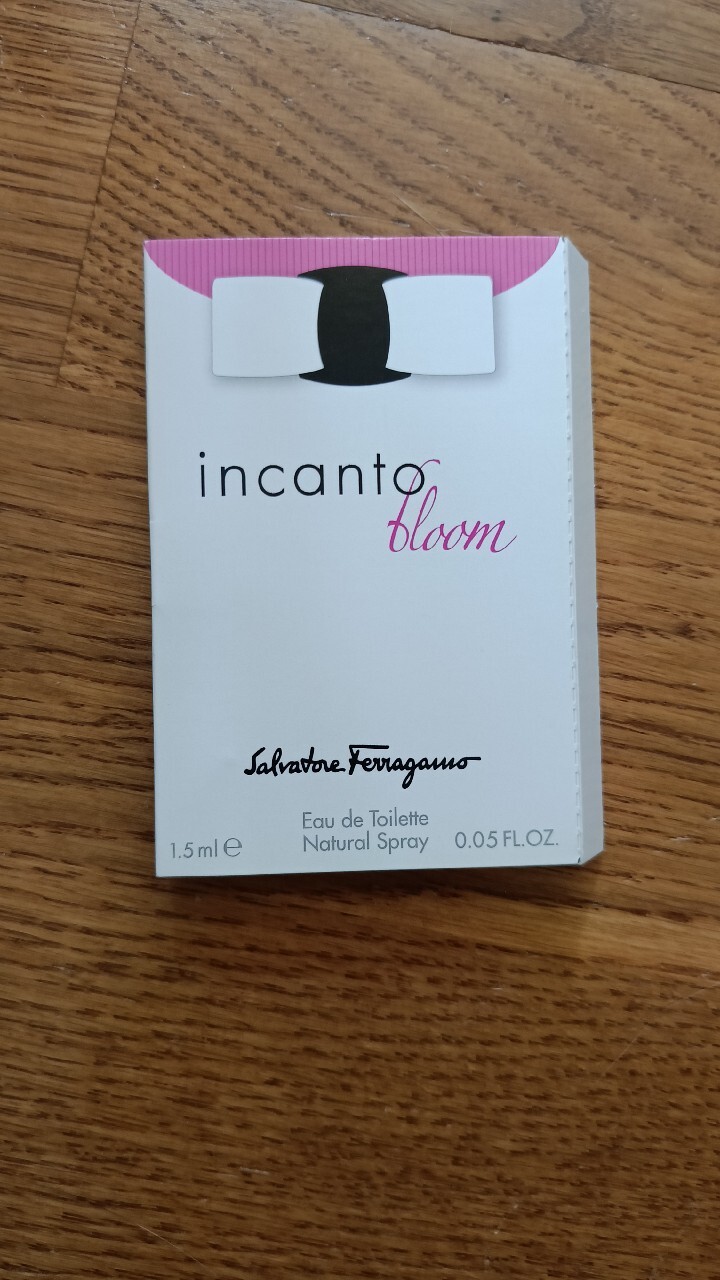 incanto
bloom
Salvatore Ferragamo
Eau de Toilette
1.5 ml ℮ Natural Spray 0.05 FL.OZ.